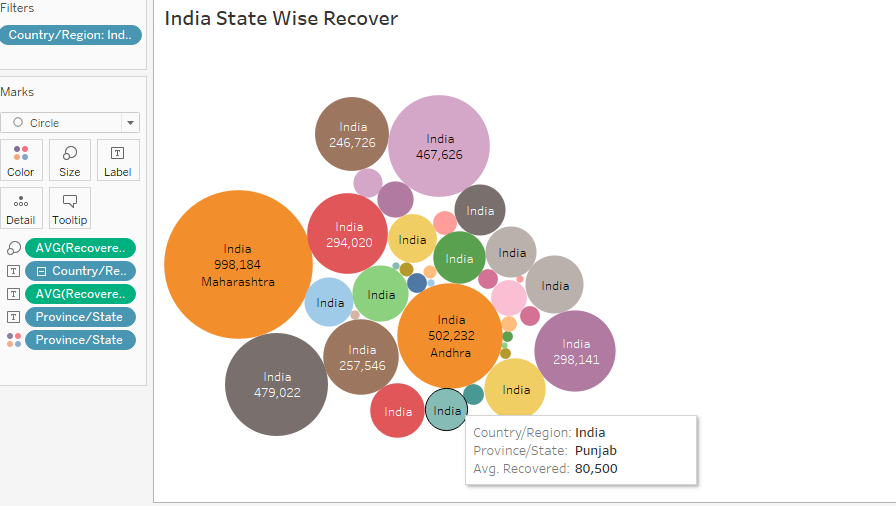 Filters
Country/Region: Ind..
Marks
Circle
Color
Size
Label
Detail
Tooltip
AVG(Recovere..
Country/Re..
AVG(Recovere..
Province/State
Province/State
India State Wise Recover
India
246,726
India
467,626
India
India
294,020
India
India
India
India
998,184
Maharashtra
India
India
India
India
502,232
Andhra
India
257,546
India
298,141
India
479,022
India
India
India
Country/Region: India
Province/State: Punjab
Avg. Recovered: 80,500